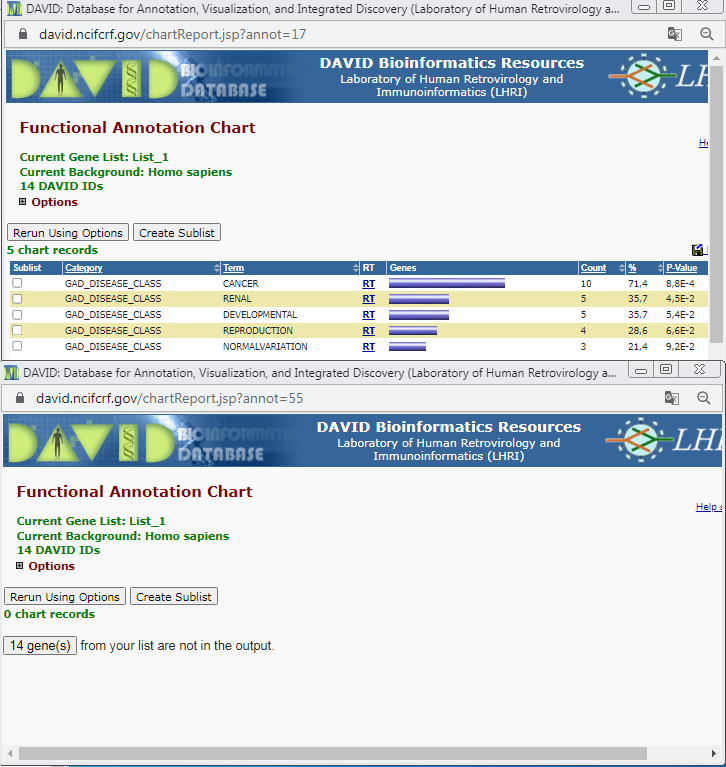 DAVID: Database for Annotation, Visualization, and Integrated Discovery (Laboratory of Human Retrovirology a...
david.ncifcrf.gov/chartReport.jsp?annot=17
DAVID BIOINFORMATIC DATABASE
DAVID Bioinformatics Resources
Laboratory of Human Retrovirology and
Immunoinformatics (LHRI)
LHR
Functional Annotation Chart
He
Current Gene List: List_1
Current Background: Homo sapiens
14 DAVID IDs
Options
Rerun Using Options Create Sublist
5 chart records
Sublist Category Term RT Genes Count % P-Value
GAD_DISEASE_CLASS CANCER RT 10 71,4 8,8E-4
GAD_DISEASE_CLASS RENAL RT 5 35,7 4,5E-2
GAD_DISEASE_CLASS DEVELOPMENTAL RT 5 35,7 5,4E-2
GAD_DISEASE_CLASS REPRODUCTION RT 4 28,6 6,6E-2
GAD_DISEASE_CLASS NORMALVARIATION RT 3 21,4 9,2E-2
DAVID: Database for Annotation, Visualization, and Integrated Discovery (Laboratory of Human Retrovirology a...
david.ncifcrf.gov/chartReport.jsp?annot=55
DAVID BIOINFORMATIC DATABASE
DAVID Bioinformatics Resources
Laboratory of Human Retrovirology and
Immunoinformatics (LHRI)
LHR
Functional Annotation Chart
Help a
Current Gene List: List_1
Current Background: Homo sapiens
14 DAVID IDs
Options
Rerun Using Options Create Sublist
0 chart records
14 gene(s) from your list are not in the output.